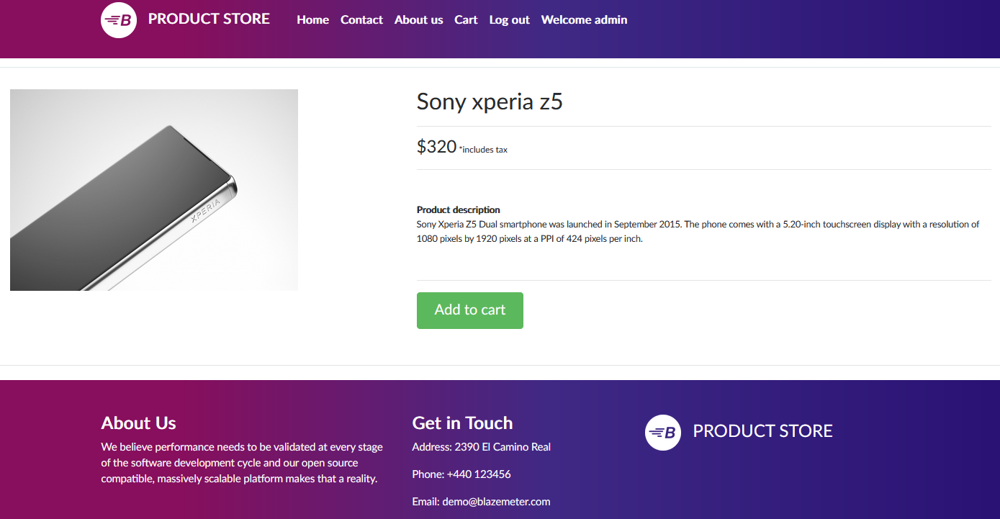 B PRODUCT STORE Home Contact About us Cart Log out Welcome admin
Sony xperia z5
$320 *includes tax
XPERIA
Product description
Sony Xperia Z5 Dual smartphone was launched in September 2015. The phone comes with a 5.20-inch touchscreen display with a resolution of
1080 pixels by 1920 pixels at a PPI of 424 pixels per inch.
Add to cart
About Us
We believe performance needs to be validated at every stage
of the software development cycle and our open source
compatible, massively scalable platform makes that a reality.
Get in Touch
Address: 2390 El Camino Real
Phone: +440 123456
Email: demo@blazemeter.com
B PRODUCT STORE